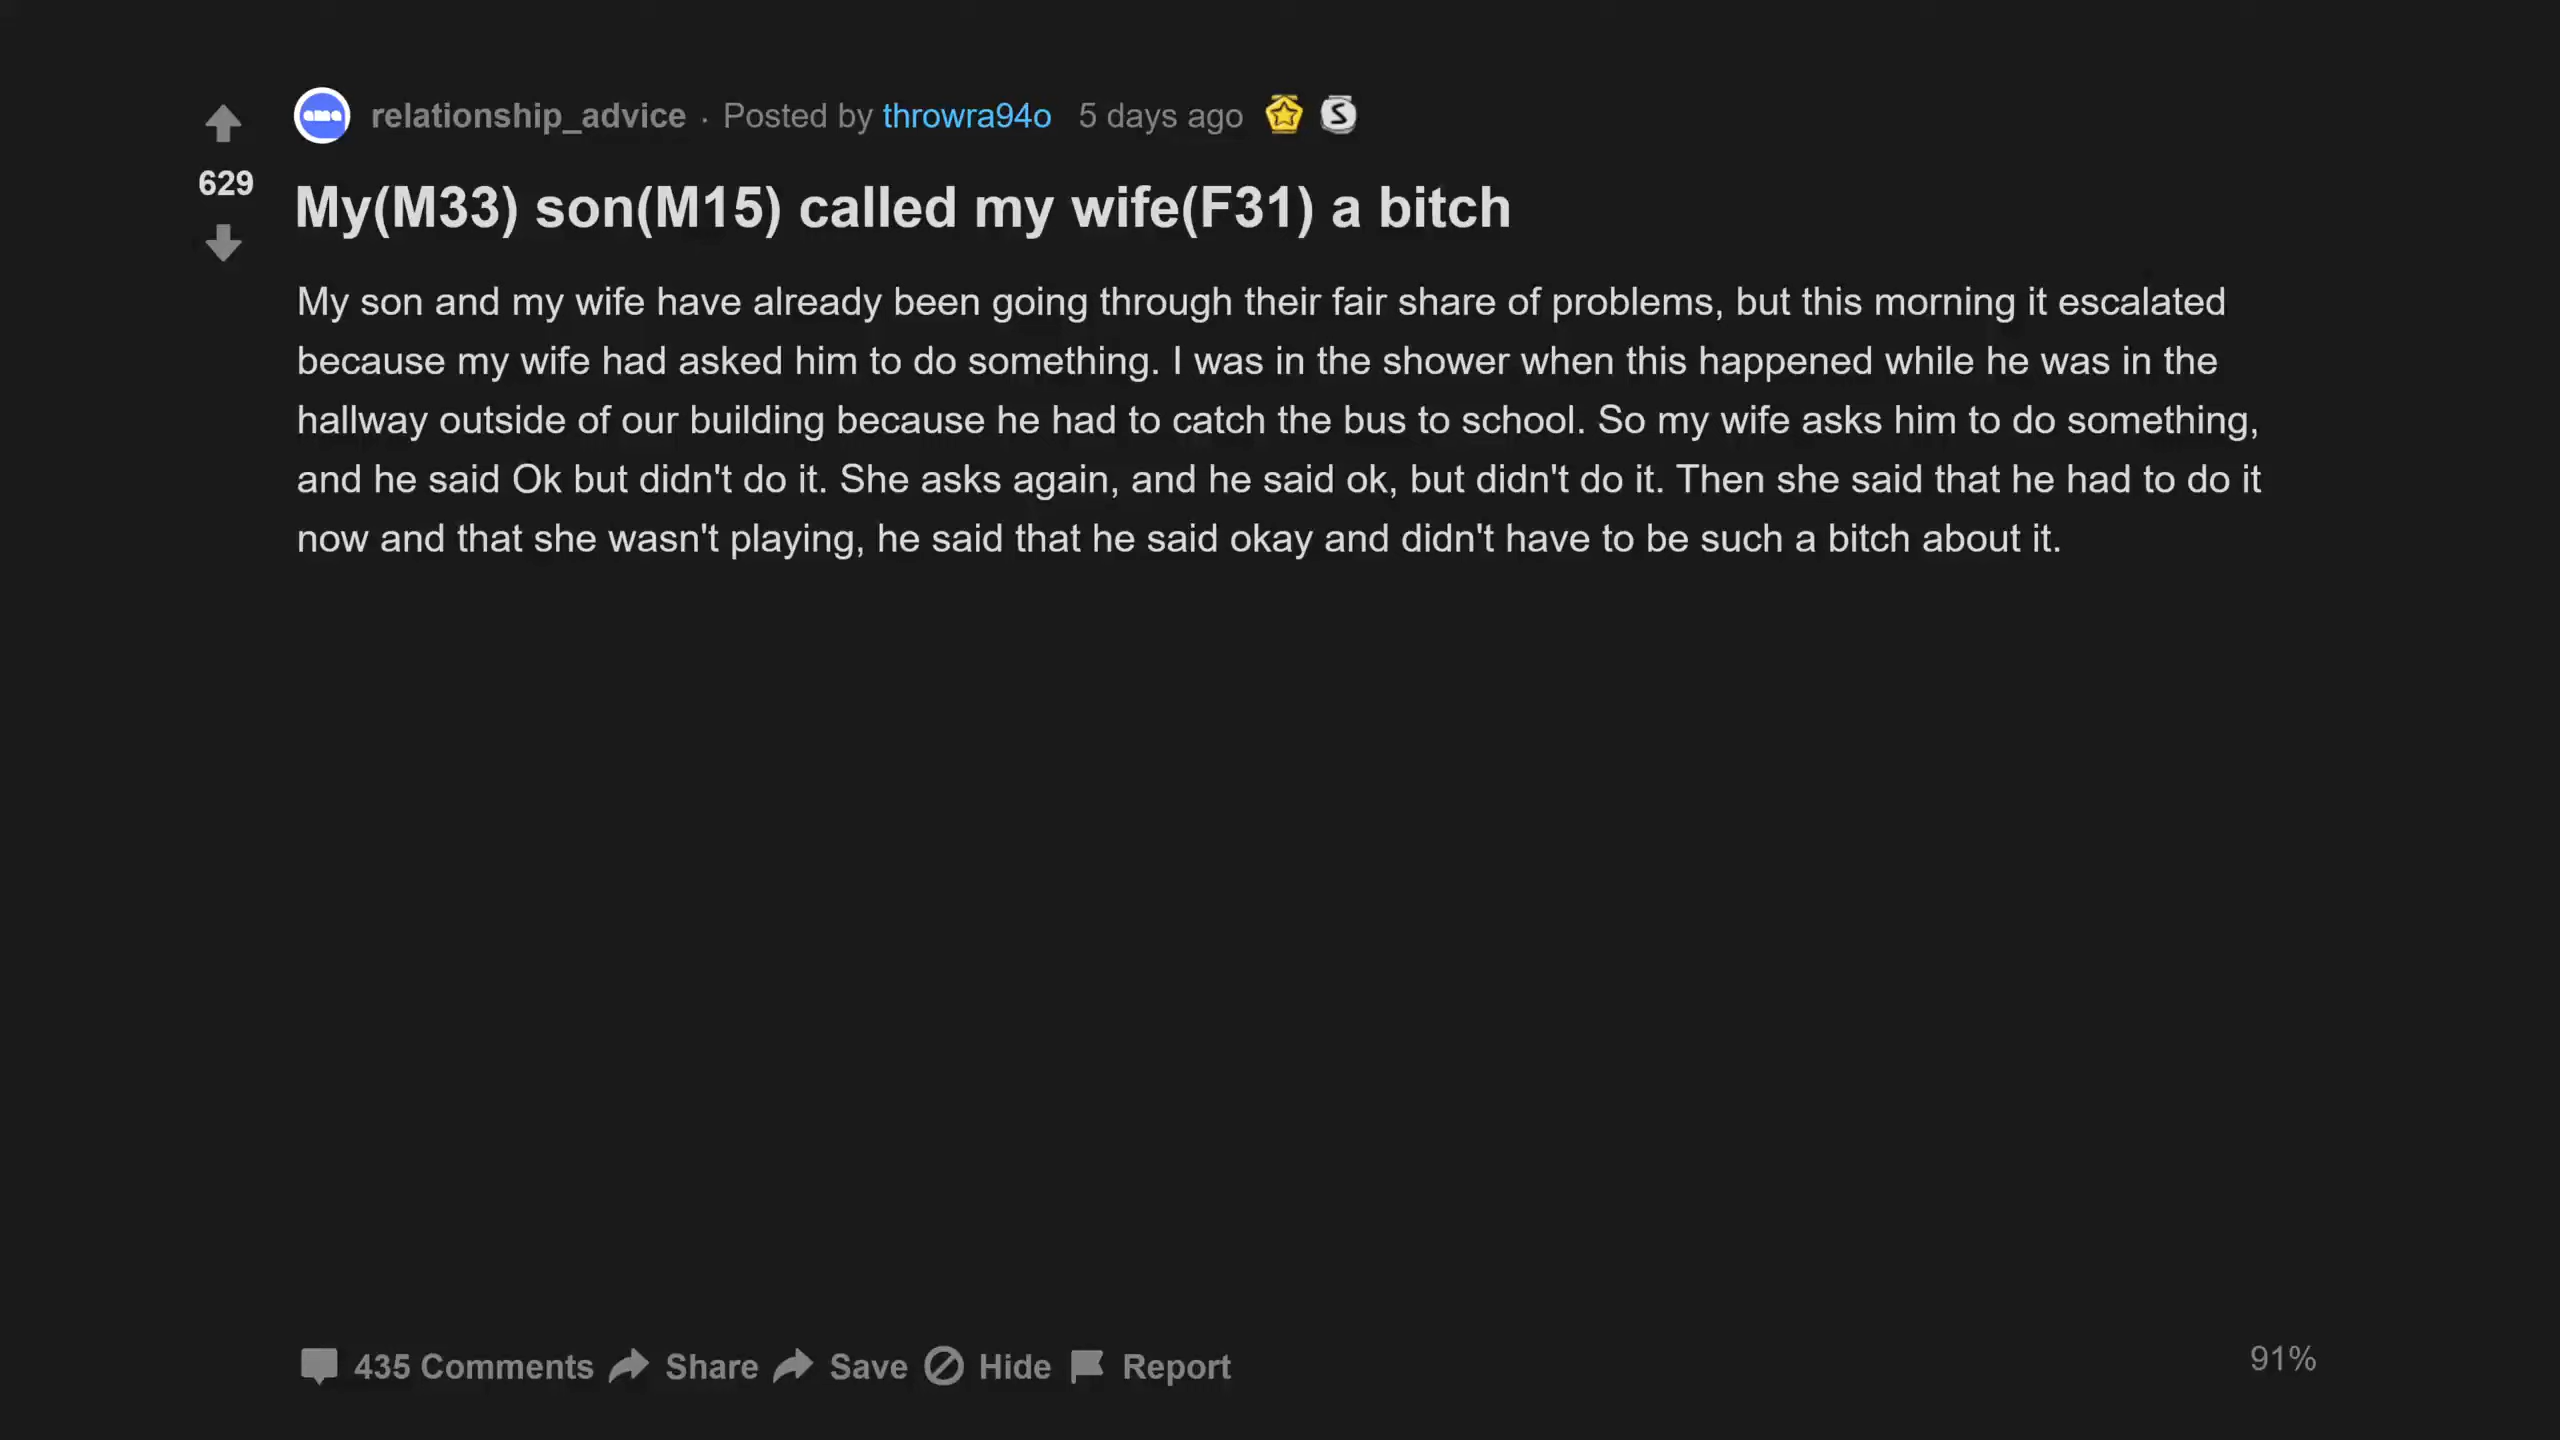 ama relationship_advice · Posted by throwra94o 5 days ago S
629
My(M33) son(M15) called my wife(F31) a bitch
My son and my wife have already been going through their fair share of problems, but this morning it escalated
because my wife had asked him to do something. I was in the shower when this happened while he was in the
hallway outside of our building because he had to catch the bus to school. So my wife asks him to do something,
and he said Ok but didn't do it. She asks again, and he said ok, but didn't do it. Then she said that he had to do it
now and that she wasn't playing, he said that he said okay and didn't have to be such a bitch about it.
435 Comments Share Save Hide Report 91%